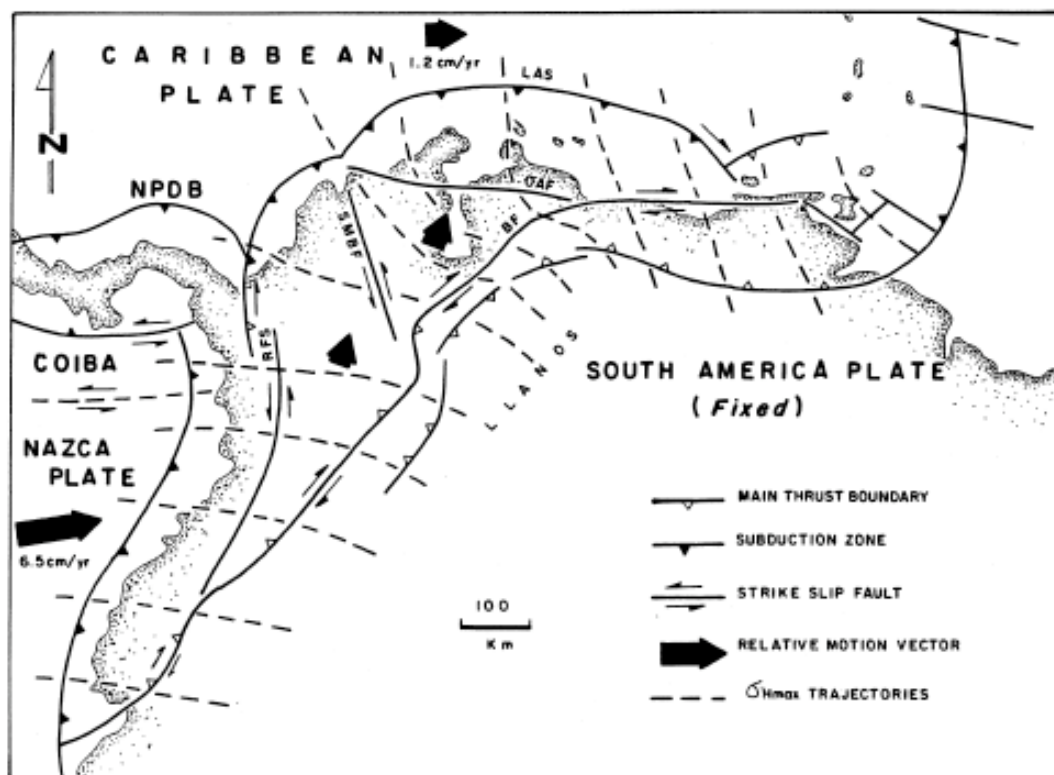 CARIBBEAN
PLATE
1.2 cm/yr
LAS
N
NPDB
OAF
SMBF
BF
RFS
COIBA
LLANOS
SOUTH AMERICA PLATE
(Fixed)
NAZCA
PLATE
6.5cm/yr
100
Km
MAIN THRUST BOUNDARY
SUBDUCTION ZONE
STRIKE SLIP FAULT
RELATIVE MOTION VECTOR
σHmax TRAJECTORIES